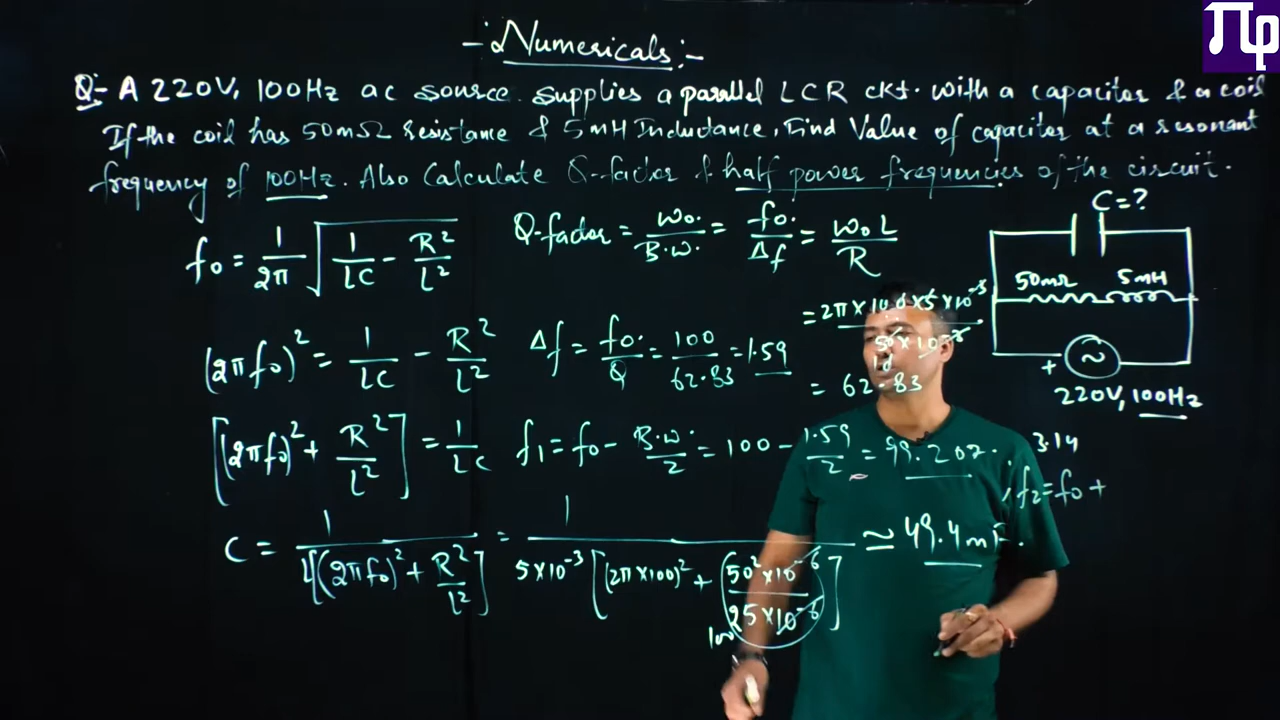 Πφ
-: Numericals :-
Q:- A 220V, 100Hz ac source supplies a parallel LCR ckt. with a capacitor & a coil
If the coil has 50mΩ resistance & 5mH Inductance, Find Value of capacitor at a resonant
frequency of 100Hz. Also Calculate Q-factor & half power frequencies of the circuit.
f₀ = 1/2π √(1/LC - R²/L²)
Q-factor = ω₀/B.W. = f₀/Δf = ω₀L/R
C=?
50mΩ 5mH
+ ~
220V, 100Hz
(2πf₀)² = 1/LC - R²/L²
Δf = f₀/Q = 100/62.83 = 1.59
= 62.83
[(2πf₀)² + R²/L²] = 1/LC
f₁ = f₀ - B.W/2 = 100 - 1.59/2 = 99.207.
3.14
, f₂ = f₀ +
C = 1/L[(2πf₀)² + R²/L²] = 1/5×10⁻³[(2π×100)² + (50²×10⁻⁶/25×10⁻⁶)] ≃ 49.4 mF.
100